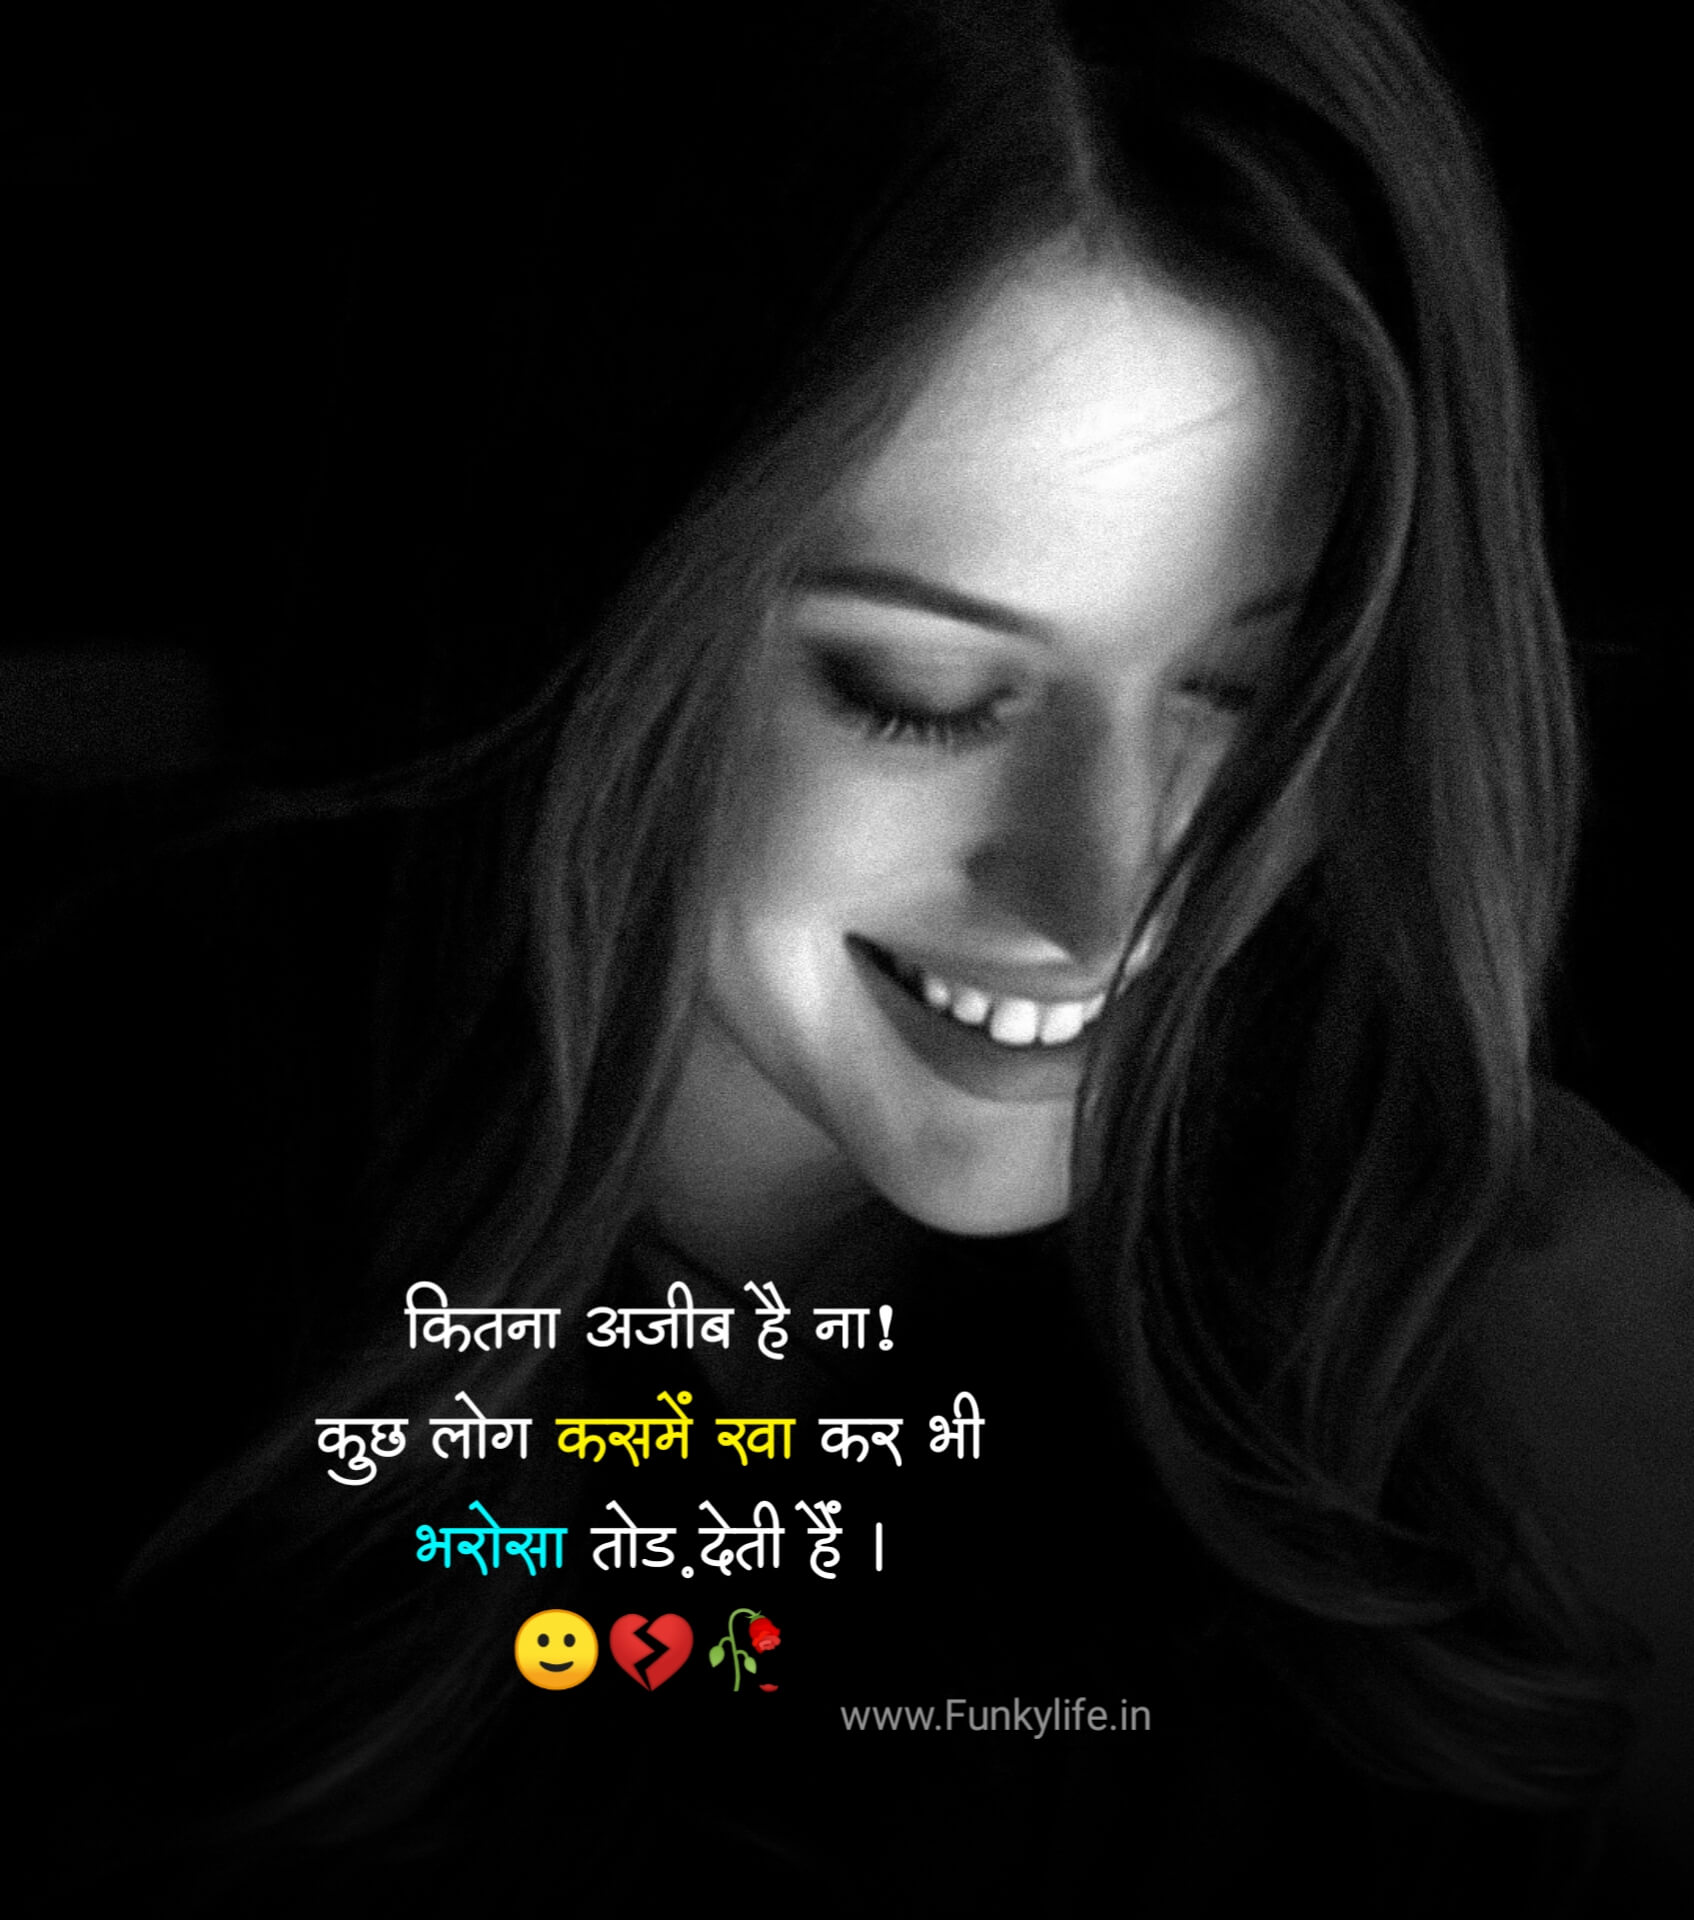 कितना अजीब है ना!
कुछ लोग कसमें खा कर भी
भरोसा तोड़ देती हैं ।
🙂💔🥀
www.Funkylife.in